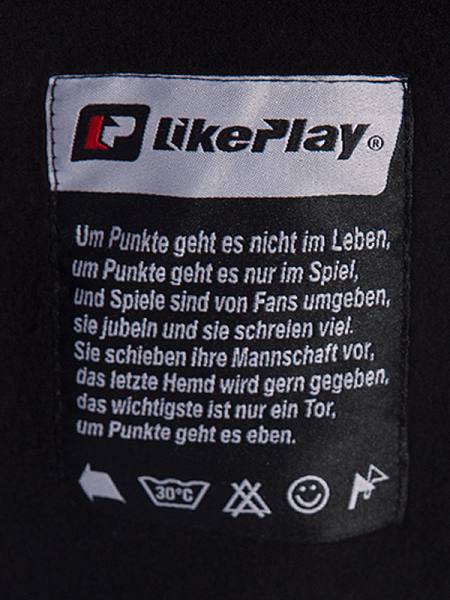 LP LikePlay®
Um Punkte geht es nicht im Leben,
um Punkte geht es nur im Spiel,
und Spiele sind von Fans umgeben,
sie jubeln und sie schreien viel.
Sie schieben ihre Mannschaft vor,
das letzte Hemd wird gern gegeben,
das wichtigste ist nur ein Tor,
um Punkte geht es eben.
30°C